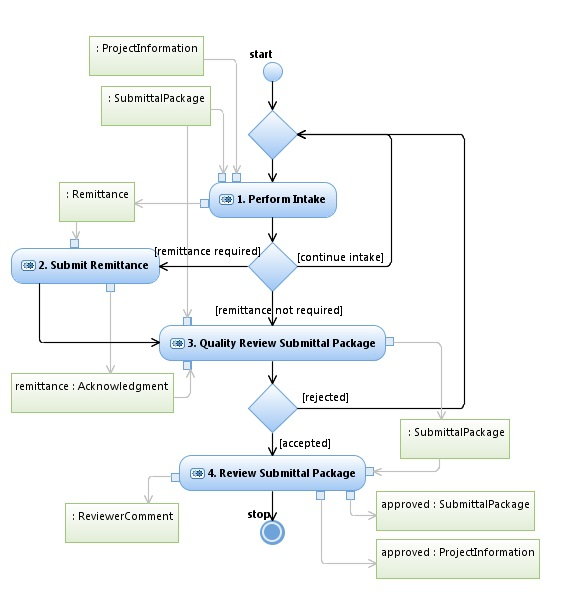 : ProjectInformation
start
: SubmittalPackage
: Remittance
1. Perform Intake
[remittance required]
[continue intake]
2. Submit Remittance
[remittance not required]
3. Quality Review Submittal Package
remittance : Acknowledgment
[rejected]
: SubmittalPackage
[accepted]
4. Review Submittal Package
: ReviewerComment
stop
approved : SubmittalPackage
approved : ProjectInformation